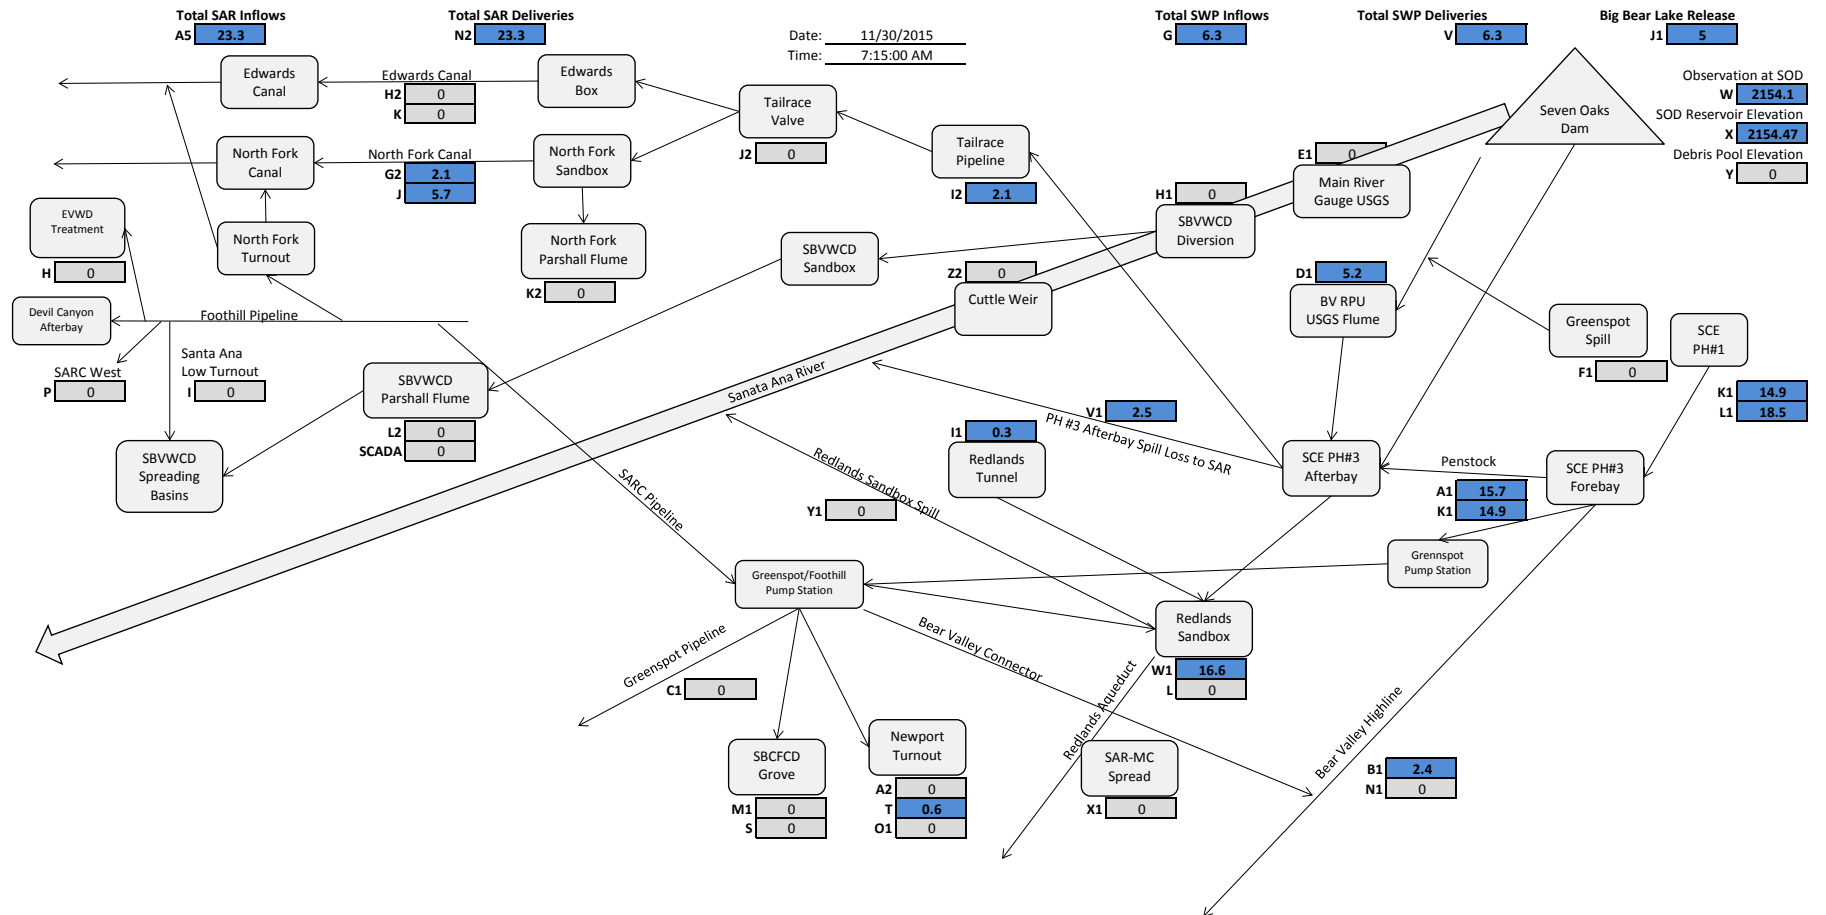 Total SAR Inflows
A5 23.3
Total SAR Deliveries
N2 23.3
Date: 11/30/2015
Time: 7:15:00 AM
Total SWP Inflows
G 6.3
Total SWP Deliveries
V 6.3
Big Bear Lake Release
J1 5
Observation at SOD
W 2154.1
SOD Reservoir Elevation
X 2154.47
Debris Pool Elevation
Y 0
Seven Oaks
Dam
Edwards
Canal
Edwards Canal
H2 0
K 0
Edwards
Box
Tailrace
Valve
J2 0
Tailrace
Pipeline
I2 2.1
E1 0
Main River
Gauge USGS
H1 0
SBVWCD
Diversion
North Fork
Canal
North Fork Canal
G2 2.1
J 5.7
North Fork
Sandbox
North Fork
Parshall Flume
K2 0
EVWD
Treatment
H 0
North Fork
Turnout
SBVWCD
Sandbox
Z2 0
Cuttle Weir
D1 5.2
BV RPU
USGS Flume
Greenspot
Spill
F1 0
SCE
PH#1
K1 14.9
L1 18.5
Devil Canyon
Afterbay
Foothill Pipeline
SARC West
P 0
Santa Ana
Low Turnout
I 0
SBVWCD
Parshall Flume
L2 0
SCADA 0
SBVWCD
Spreading
Basins
Sanata Ana River
V1 2.5
PH #3 Afterbay Spill Loss to SAR
I1 0.3
Redlands
Tunnel
SCE PH#3
Afterbay
Penstock
A1 15.7
K1 14.9
SCE PH#3
Forebay
SARC Pipeline
Redlands Sandbox Spill
Y1 0
Grennspot
Pump Station
Greenspot/Foothill
Pump Station
Redlands
Sandbox
W1 16.6
L 0
Greenspot Pipeline
C1 0
Bear Valley Connector
Redlands Aqueduct
Bear Valley Highline
SBCFCD
Grove
M1 0
S 0
Newport
Turnout
A2 0
T 0.6
O1 0
SAR-MC
Spread
X1 0
B1 2.4
N1 0